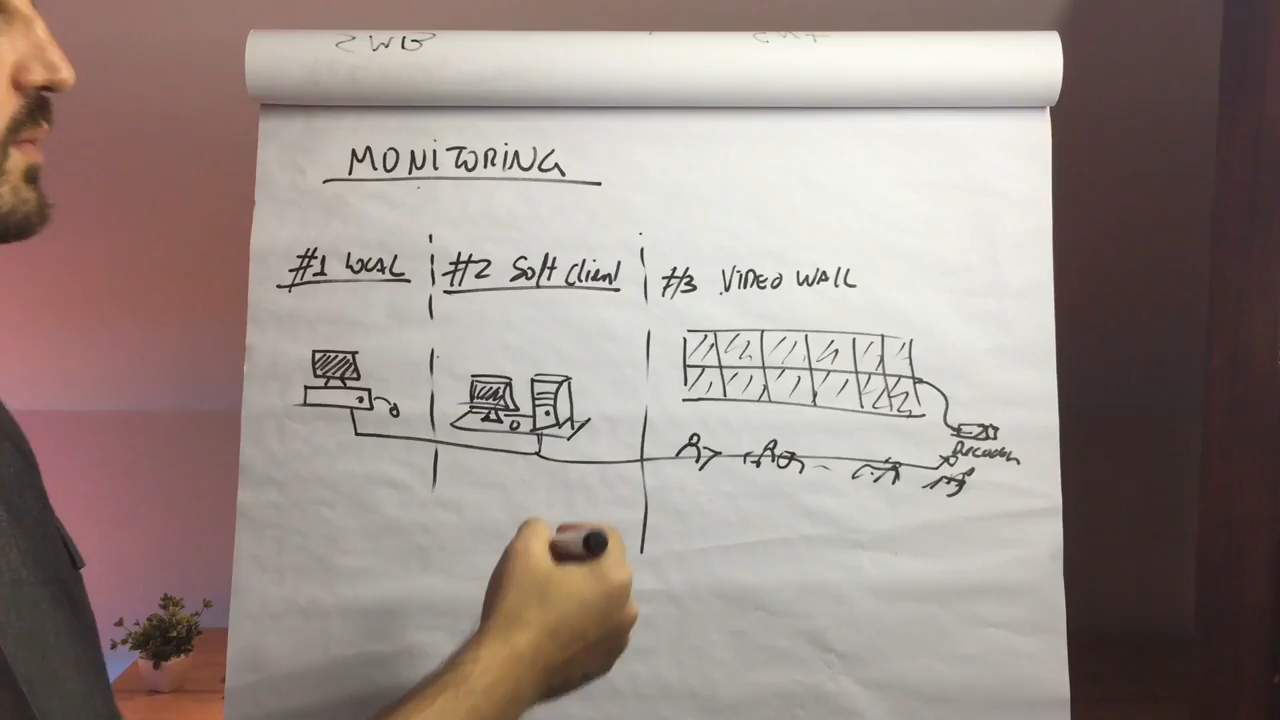 MONITORING
#1 LOCAL
#2 Soft Client
#3 VIDEO WALL
Decoder